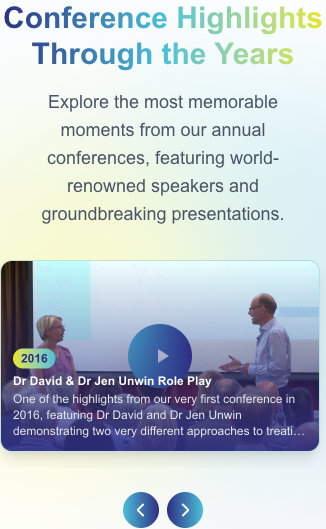 Conference Highlights
Through the Years
Explore the most memorable
moments from our annual
conferences, featuring world-
renowned speakers and
groundbreaking presentations.
2016
Dr David & Dr Jen Unwin Role Play
One of the highlights from our very first conference in
2016, featuring Dr David and Dr Jen Unwin
demonstrating two very different approaches to treati…